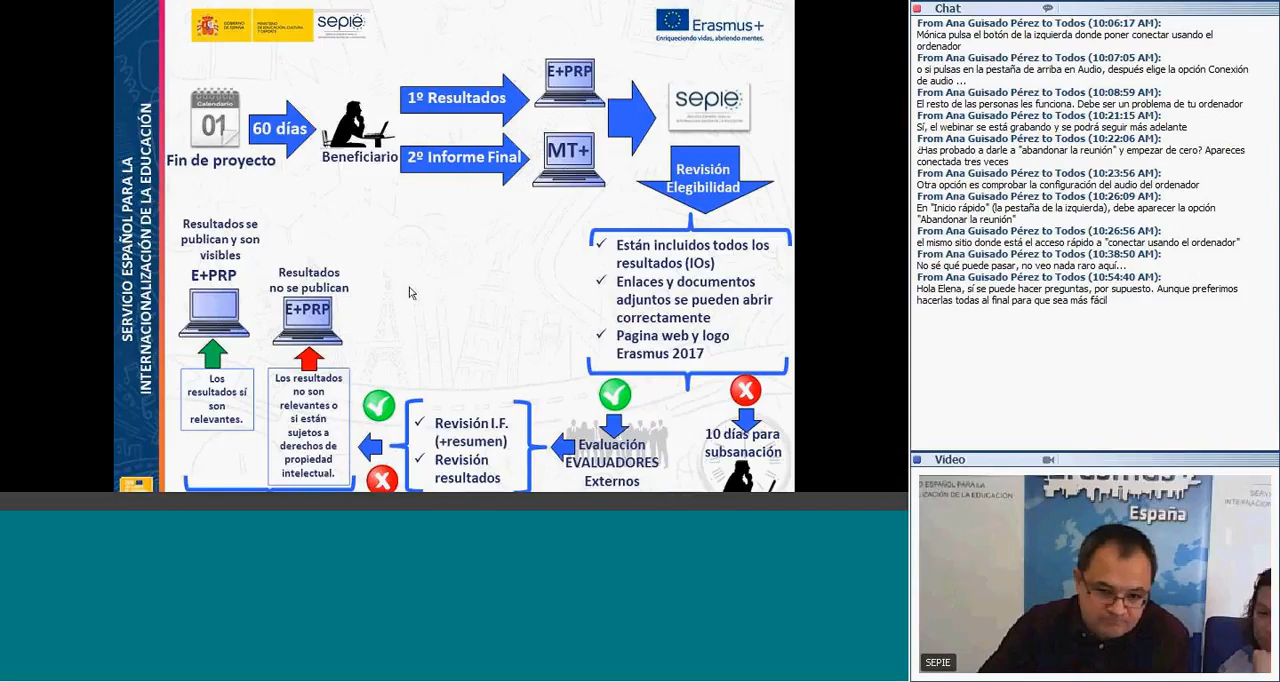 GOBIERNO
DE ESPAÑA
MINISTERIO
DE EDUCACIÓN, CULTURA
Y DEPORTE
sepie
Erasmus+
Enriqueciendo vidas, abriendo mentes.
SERVICIO ESPAÑOL PARA LA
INTERNACIONALIZACIÓN DE LA EDUCACIÓN
Calendario
01
Fin de proyecto
60 días
Beneficiario
1º Resultados
2º Informe Final
E+PRP
MT+
sepie
Revisión
Elegibilidad
Resultados se
publican y son
visibles
E+PRP
Resultados
no se publican
E+PRP
Están incluidos todos los
resultados (IOs)
Enlaces y documentos
adjuntos se pueden abrir
correctamente
Pagina web y logo
Erasmus 2017
Los
resultados sí
son
relevantes.
Los resultados
no son
relevantes o
si están
sujetos a
derechos de
propiedad
intelectual.
Revisión I.F.
(+resumen)
Revisión
resultados
Evaluación
EVALUADORES
Externos
10 días para
subsanación
Chat
From Ana Guisado Pérez to Todos (10:06:17 AM):
Mónica pulsa el botón de la izquierda donde poner conectar usando el
ordenador
From Ana Guisado Pérez to Todos (10:07:05 AM):
o si pulsas en la pestaña de arriba en Audio, después elige la opción Conexión
de audio ...
From Ana Guisado Pérez to Todos (10:08:59 AM):
El resto de las personas les funciona. Debe ser un problema de tu ordenador
From Ana Guisado Pérez to Todos (10:21:15 AM):
Sí, el webinar se está grabando y se podrá seguir más adelante
From Ana Guisado Pérez to Todos (10:22:06 AM):
¿Has probado a darle a "abandonar la reunión" y empezar de cero? Apareces
conectada tres veces
From Ana Guisado Pérez to Todos (10:23:56 AM):
Otra opción es comprobar la configuración del audio del ordenador
From Ana Guisado Pérez to Todos (10:26:09 AM):
En "Inicio rápido" (la pestaña de la izquierda), debe aparecer la opción
"Abandonar la reunión"
From Ana Guisado Pérez to Todos (10:26:56 AM):
el mismo sitio donde está el acceso rápido a "conectar usando el ordenador"
From Ana Guisado Pérez to Todos (10:38:50 AM):
No sé qué puede pasar, no veo nada raro aquí...
From Ana Guisado Pérez to Todos (10:54:40 AM):
Hola Elena, sí se puede hacer preguntas, por supuesto. Aunque preferimos
hacerlas todas al final para que sea más fácil
Video
Erasmus+
España
SEPIE